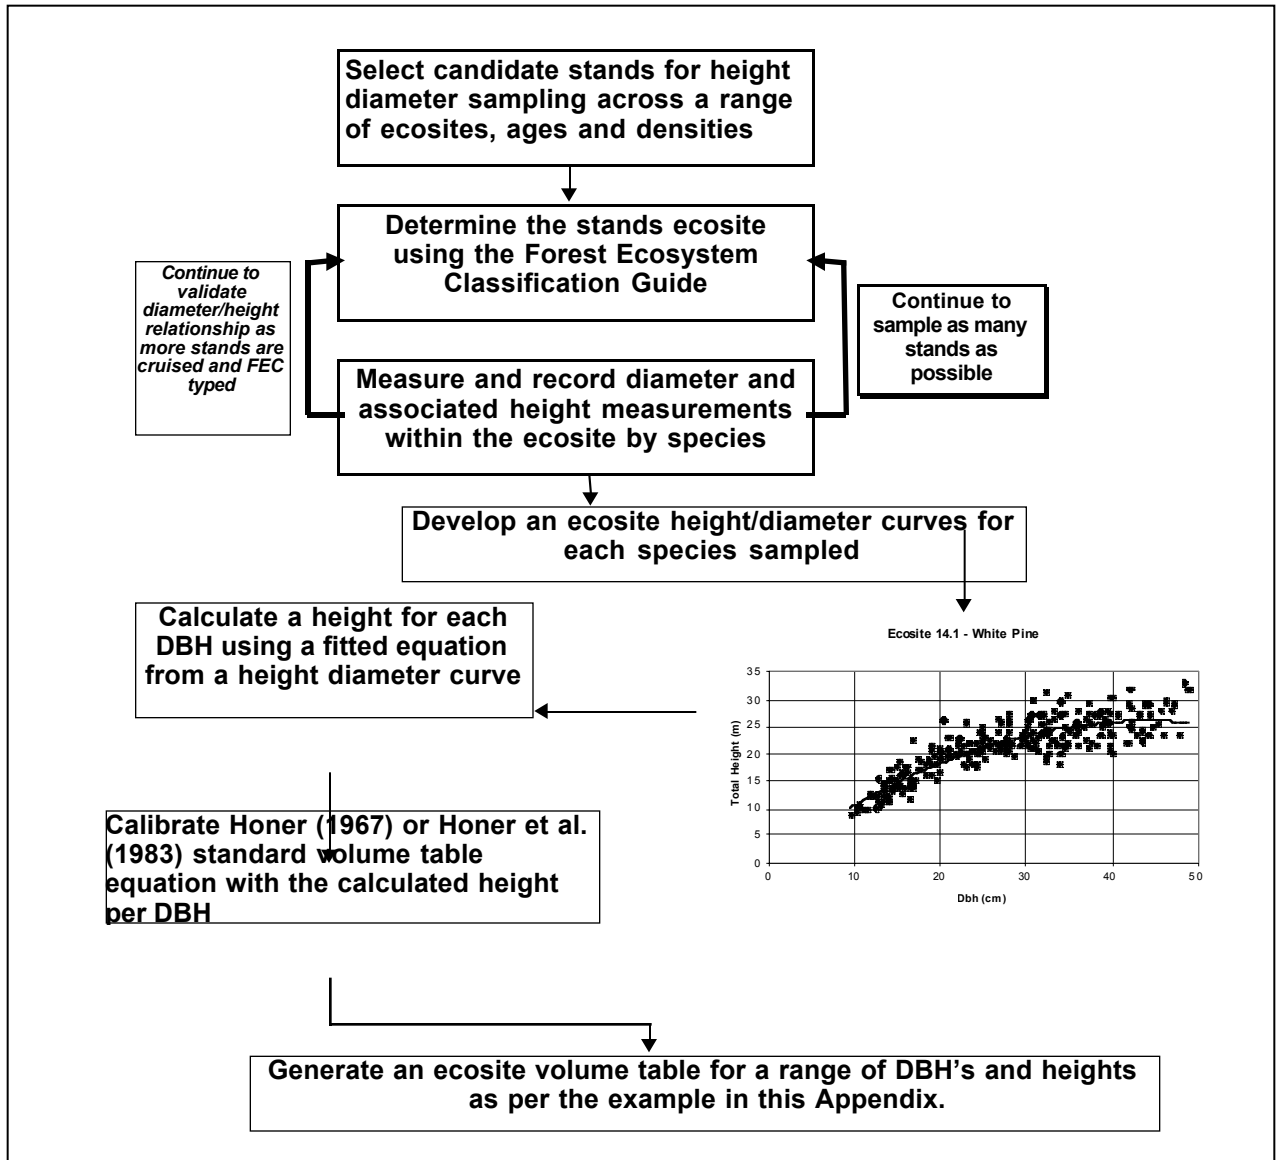 Select candidate stands for height
diameter sampling across a range
of ecosites, ages and densities
Determine the stands ecosite
using the Forest Ecosystem
Classification Guide
Continue to
validate
diameter/height
relationship as
more stands are
cruised and FEC
typed
Continue to
sample as many
stands as
possible
Measure and record diameter and
associated height measurements
within the ecosite by species
Develop an ecosite height/diameter curves for
each species sampled
Calculate a height for each
DBH using a fitted equation
from a height diameter curve
Ecosite 14.1 - White Pine
Total Height (m)
35
30
25
20
15
10
5
0
0 10 20 30 40 50
Dbh (cm)
Calibrate Honer (1967) or Honer et al.
(1983) standard volume table
equation with the calculated height
per DBH
Generate an ecosite volume table for a range of DBH's and heights
as per the example in this Appendix.